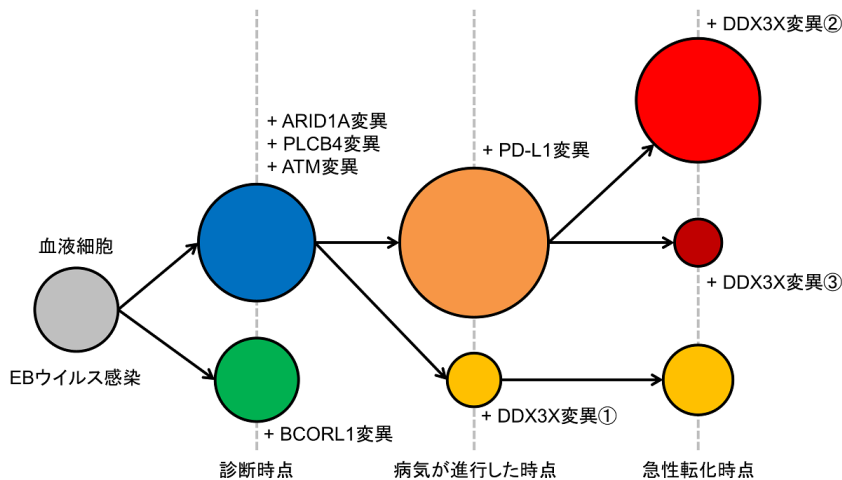 血液細胞
EBウイルス感染
+ ARID1A変異
+ PLCB4変異
+ ATM変異
+ BCORL1変異
診断時点
+ PD-L1変異
+ DDX3X変異①
病気が進行した時点
+ DDX3X変異②
+ DDX3X変異③
急性転化時点